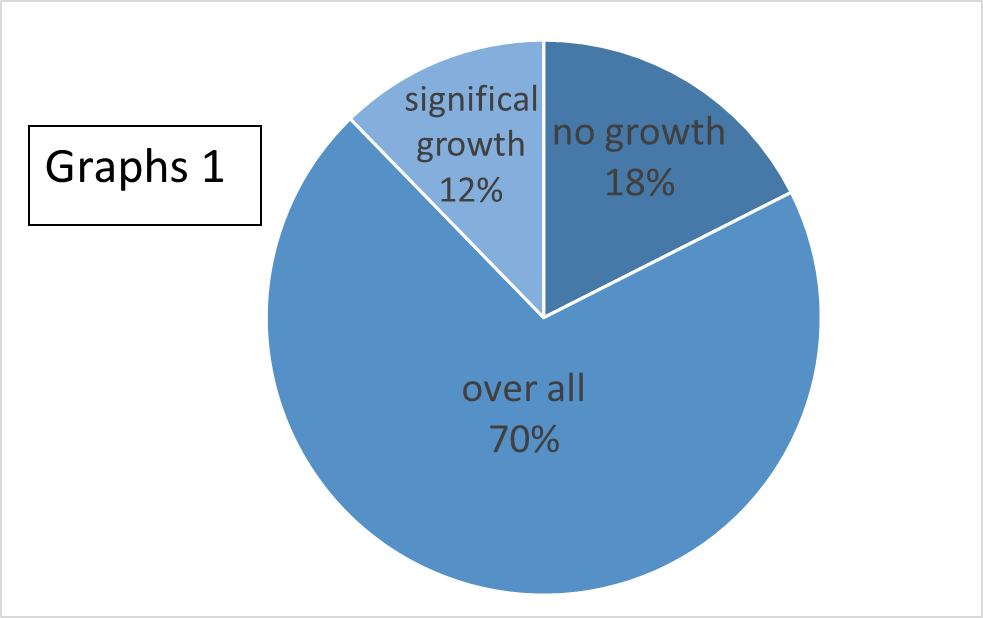 Graphs 1
significal
growth
12%
no growth
18%
over all
70%